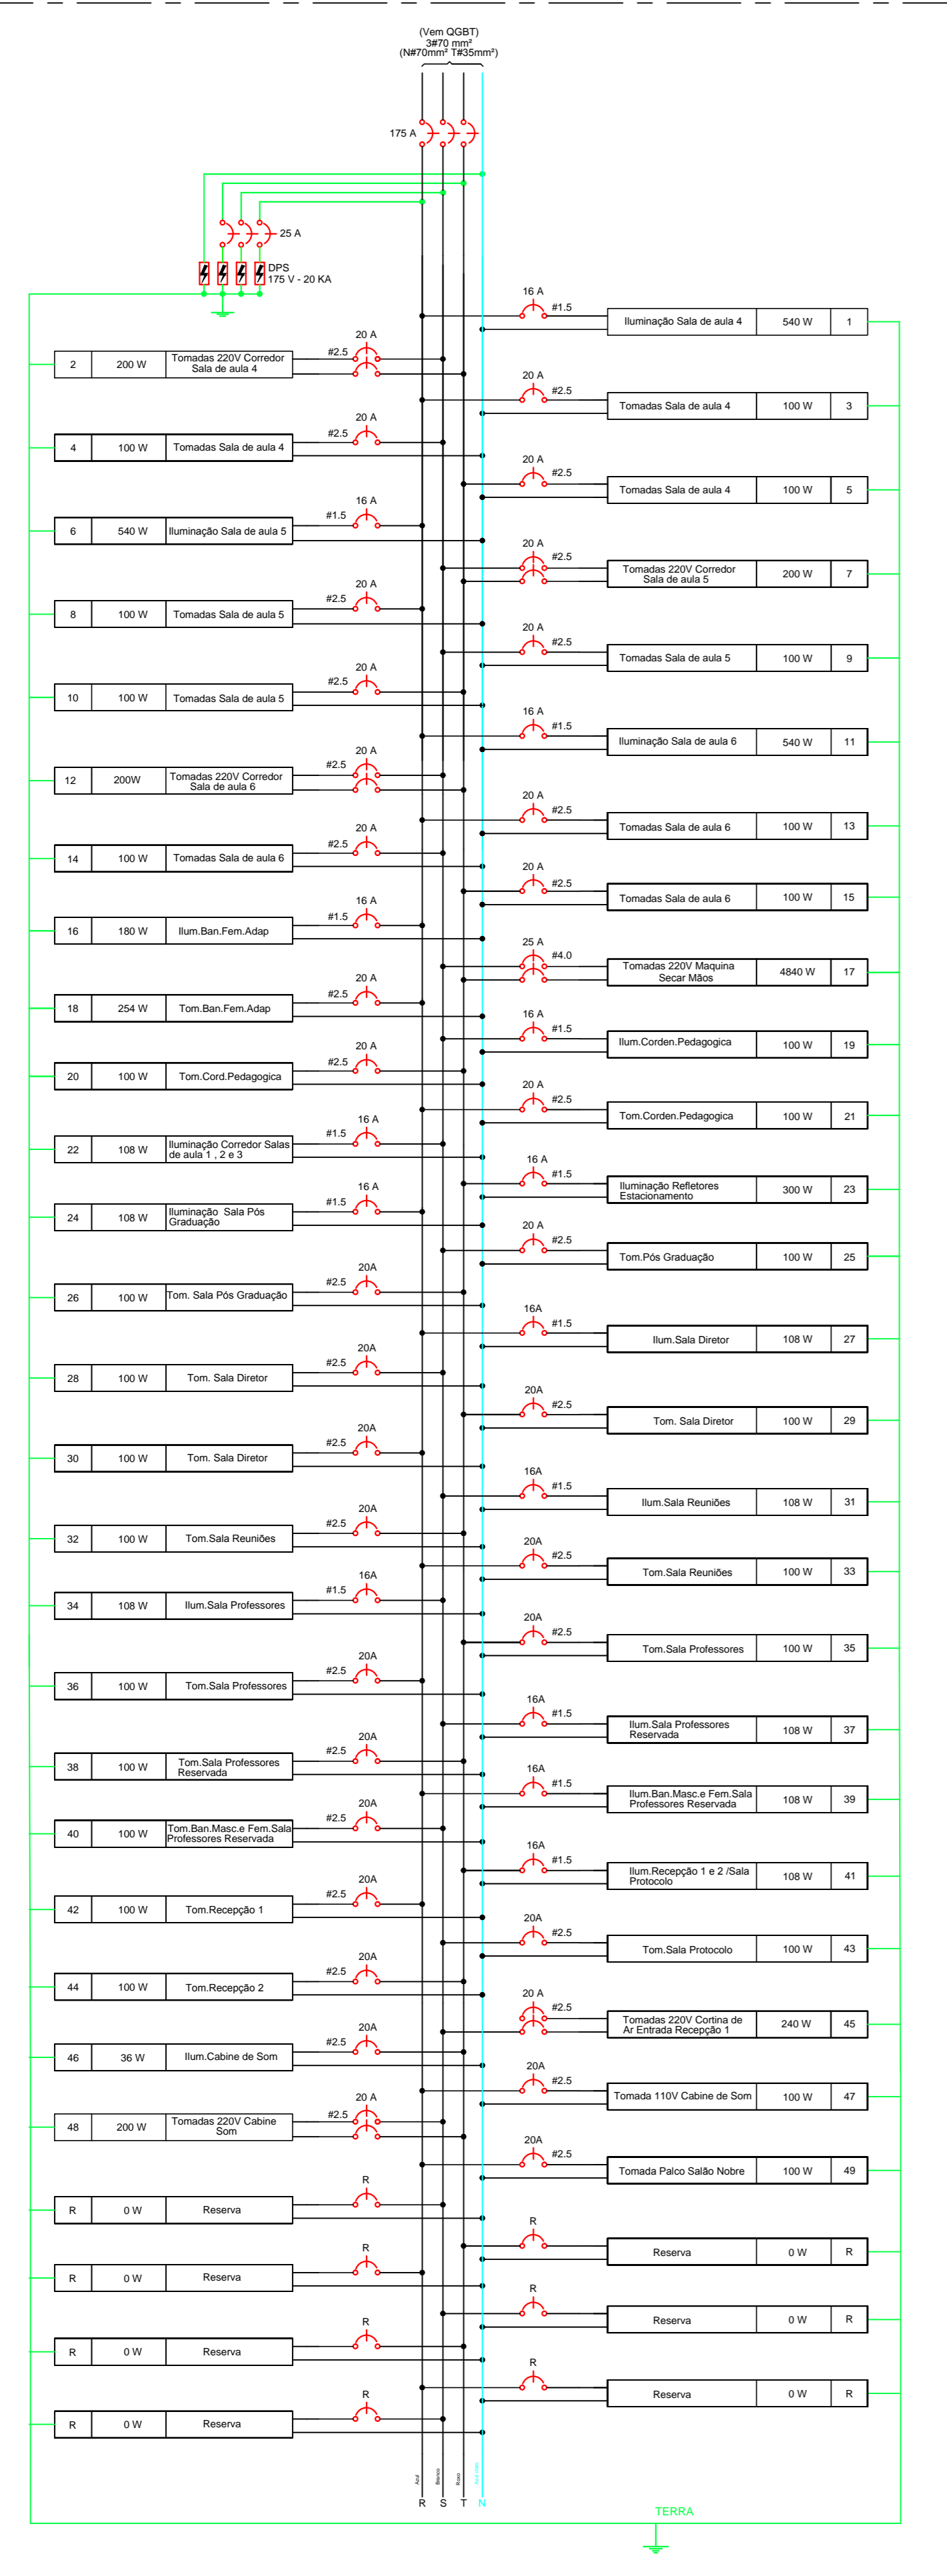 (Vem QGBT)
3#70 mm²
(N#70mm² T#35mm²)
175 A
25 A
DPS
175 V - 20 KA
16 A
#1.5
Iluminação Sala de aula 4 540 W 1
20 A
#2.5
2 200 W Tomadas 220V Corredor
Sala de aula 4
20 A
#2.5
Tomadas Sala de aula 4 100 W 3
20 A
#2.5
4 100 W Tomadas Sala de aula 4
20 A
#2.5
Tomadas Sala de aula 4 100 W 5
16 A
#1.5
6 540 W Iluminação Sala de aula 5
20 A
#2.5
Tomadas 220V Corredor
Sala de aula 5 200 W 7
20 A
#2.5
8 100 W Tomadas Sala de aula 5
20 A
#2.5
Tomadas Sala de aula 5 100 W 9
20 A
#2.5
10 100 W Tomadas Sala de aula 5
16 A
#1.5
Iluminação Sala de aula 6 540 W 11
20 A
#2.5
12 200W Tomadas 220V Corredor
Sala de aula 6
20 A
#2.5
Tomadas Sala de aula 6 100 W 13
20 A
#2.5
14 100 W Tomadas Sala de aula 6
20 A
#2.5
Tomadas Sala de aula 6 100 W 15
16 A
#1.5
16 180 W Ilum.Ban.Fem.Adap
25 A
#4.0
Tomadas 220V Maquina
Secar Mãos 4840 W 17
20 A
#2.5
18 254 W Tom.Ban.Fem.Adap
16 A
#1.5
Ilum.Corden.Pedagogica 100 W 19
20 A
#2.5
20 100 W Tom.Cord.Pedagogica
20 A
#2.5
Tom.Corden.Pedagogica 100 W 21
16 A
#1.5
22 108 W Iluminação Corredor Salas
de aula 1 , 2 e 3
16 A
#1.5
Iluminação Refletores
Estacionamento 300 W 23
16 A
#1.5
24 108 W Iluminação Sala Pós
Graduação
20 A
#2.5
Tom.Pós Graduação 100 W 25
20A
#2.5
26 100 W Tom. Sala Pós Graduação
16A
#1.5
Ilum.Sala Diretor 108 W 27
20A
#2.5
28 100 W Tom. Sala Diretor
20A
#2.5
Tom. Sala Diretor 100 W 29
20A
#2.5
30 100 W Tom. Sala Diretor
16A
#1.5
Ilum.Sala Reuniões 108 W 31
20A
#2.5
32 100 W Tom.Sala Reuniões
20A
#2.5
Tom.Sala Reuniões 100 W 33
16A
#1.5
34 108 W Ilum.Sala Professores
20A
#2.5
Tom.Sala Professores 100 W 35
20A
#2.5
36 100 W Tom.Sala Professores
16A
#1.5
Ilum.Sala Professores
Reservada 108 W 37
20A
#2.5
38 100 W Tom.Sala Professores
Reservada
16A
#1.5
Ilum.Ban.Masc.e Fem.Sala
Professores Reservada 108 W 39
20A
#2.5
40 100 W Tom.Ban.Masc.e Fem.Sala
Professores Reservada
16A
#1.5
Ilum.Recepção 1 e 2 /Sala
Protocolo 108 W 41
20A
#2.5
42 100 W Tom.Recepção 1
20A
#2.5
Tom.Sala Protocolo 100 W 43
20A
#2.5
44 100 W Tom.Recepção 2
20 A
#2.5
Tomadas 220V Cortina de
Ar Entrada Recepção 1 240 W 45
20A
#2.5
46 36 W Ilum.Cabine de Som
20A
#2.5
Tomada 110V Cabine de Som 100 W 47
20 A
#2.5
48 200 W Tomadas 220V Cabine
Som
20A
#2.5
Tomada Palco Salão Nobre 100 W 49
R
R 0 W Reserva
R
Reserva 0 W R
R
R 0 W Reserva
R
Reserva 0 W R
R
R 0 W Reserva
R
Reserva 0 W R
R
R 0 W Reserva
Azul
Branco
Roxo
R S T N
TERRA